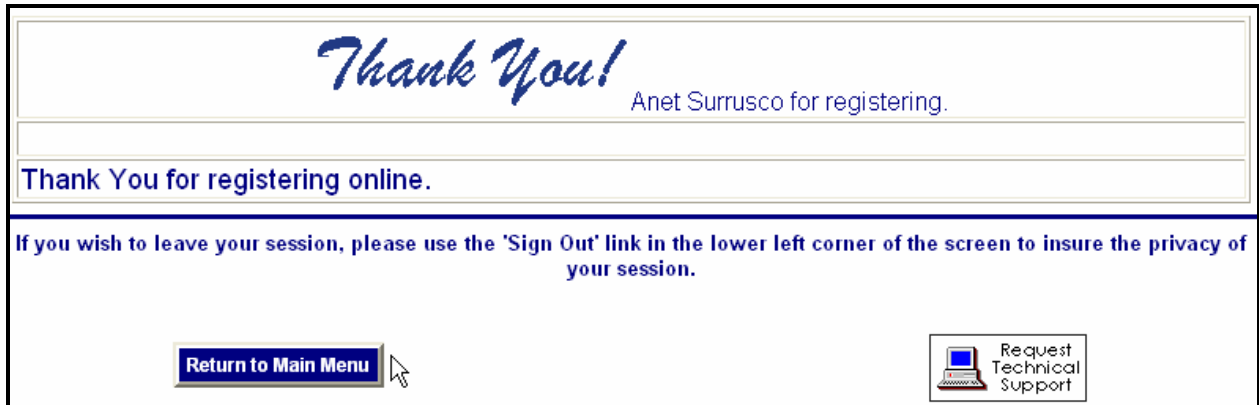 Thank You! Anet Surrusco for registering.
Thank You for registering online.
If you wish to leave your session, please use the 'Sign Out' link in the lower left corner of the screen to insure the privacy of
your session.
Return to Main Menu
Request
Technical
Support